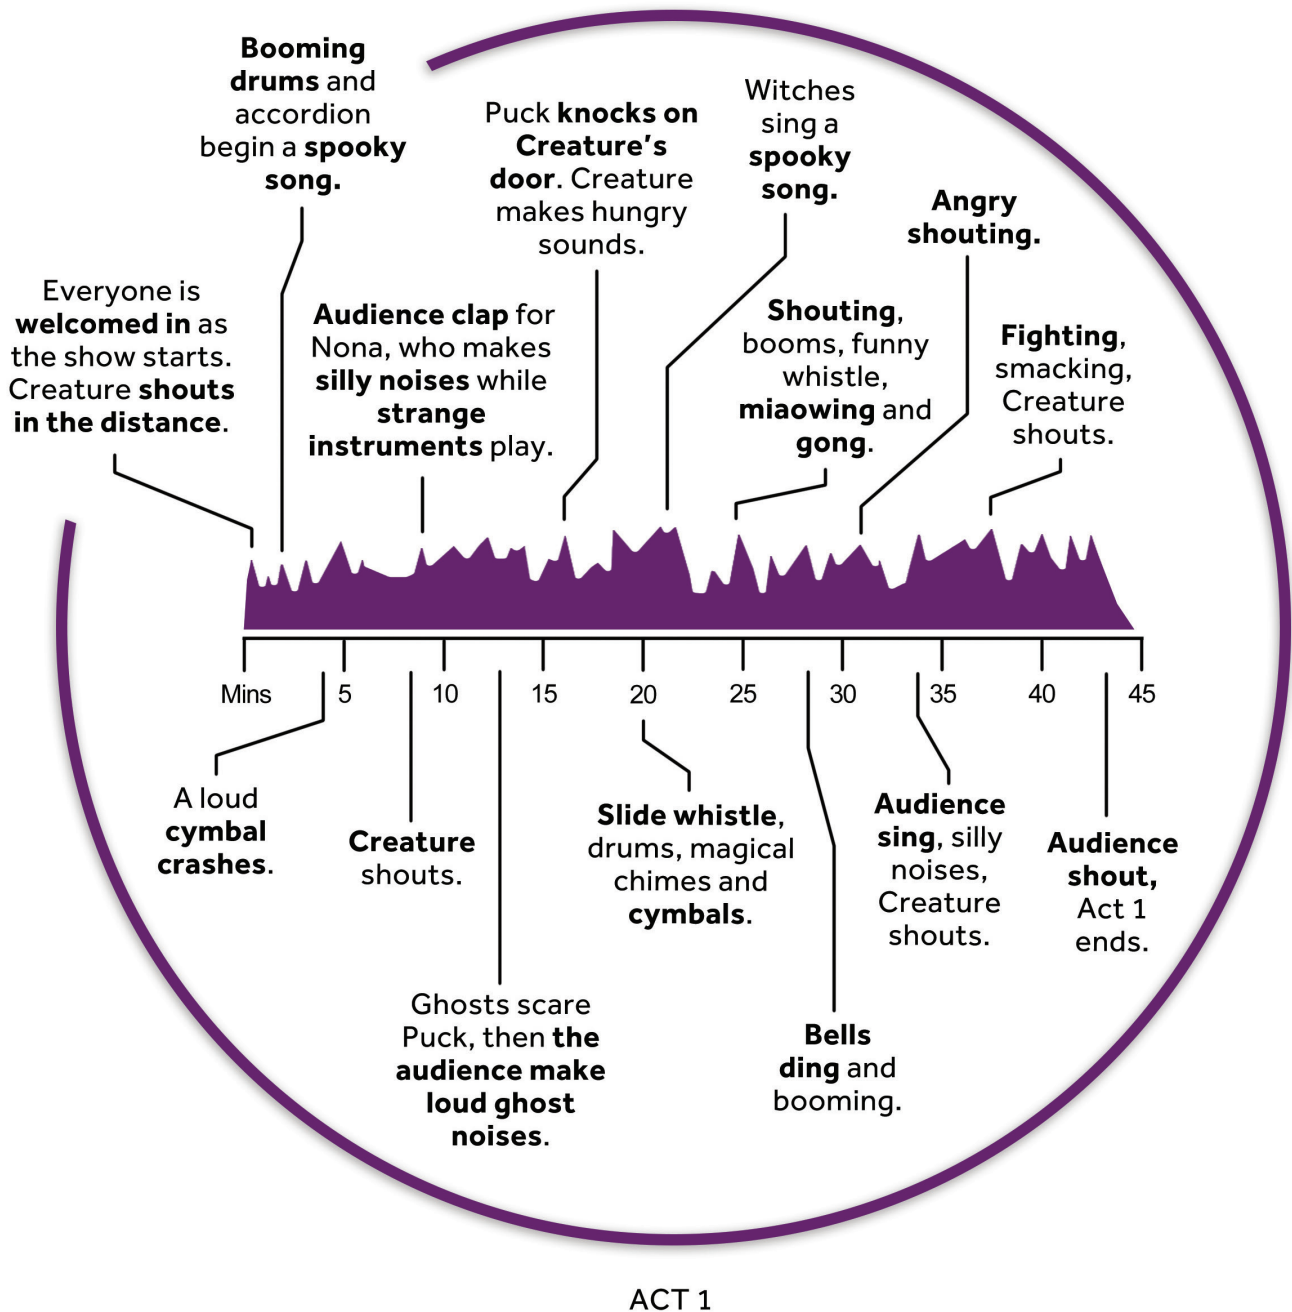 Booming
drums and
accordion
begin a spooky
song.
Puck knocks on
Creature's
door. Creature
makes hungry
sounds.
Witches
sing a
spooky
song.
Angry
shouting.
Everyone is
welcomed in as
the show starts.
Creature shouts
in the distance.
Audience clap for
Nona, who makes
silly noises while
strange
instruments play.
Shouting,
booms, funny
whistle,
miaowing and
gong.
Fighting,
smacking,
Creature
shouts.
Mins 5 10 15 20 25 30 35 40 45
A loud
cymbal
crashes.
Creature
shouts.
Ghosts scare
Puck, then the
audience make
loud ghost
noises.
Slide whistle,
drums, magical
chimes and
cymbals.
Bells
ding and
booming.
Audience
sing, silly
noises,
Creature
shouts.
Audience
shout,
Act 1
ends.
ACT 1